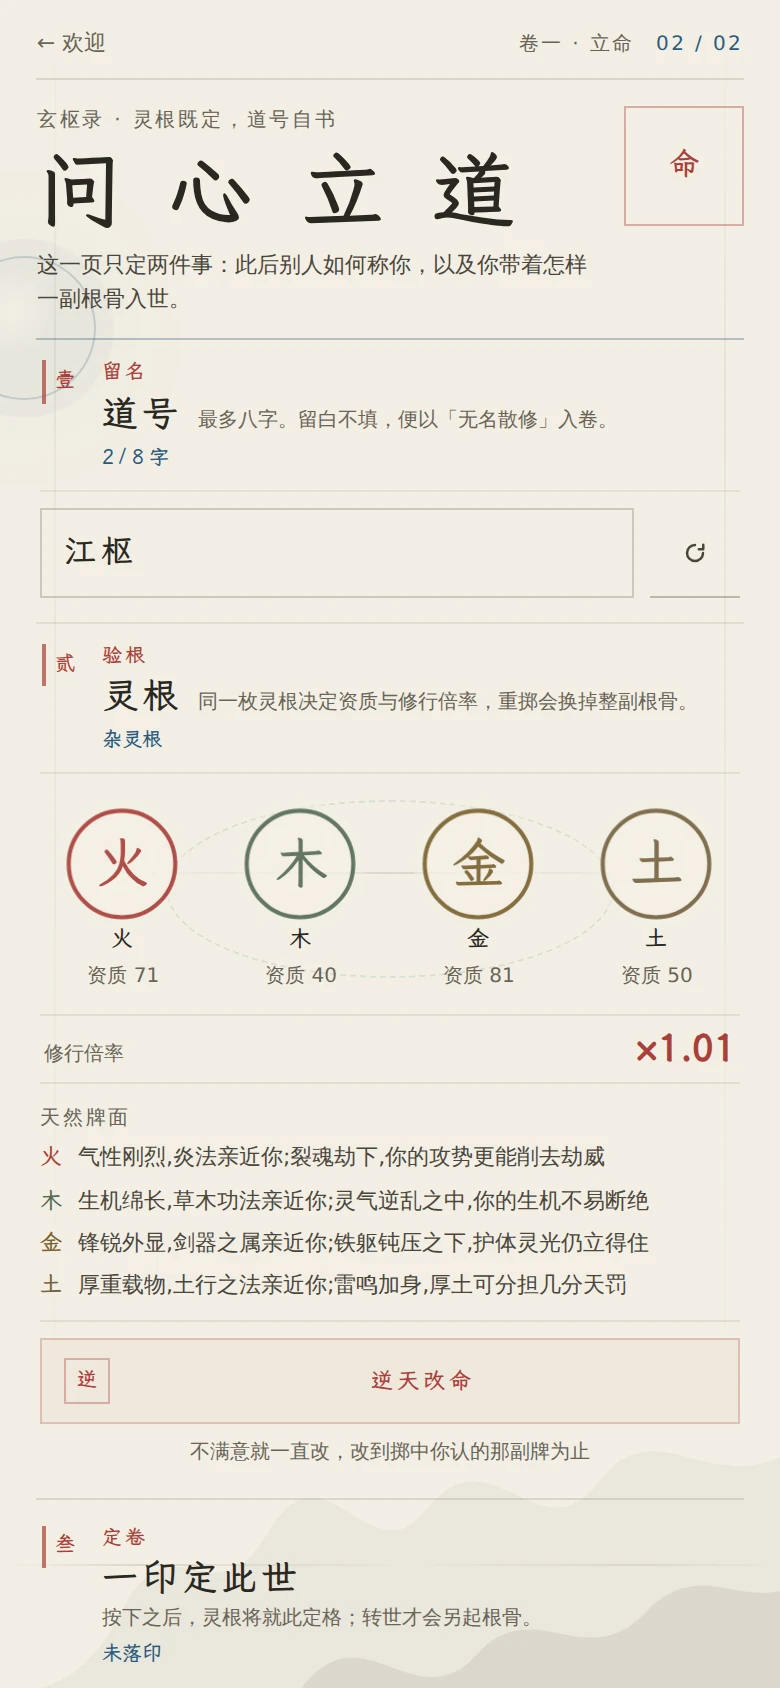 ← 欢迎
卷一 · 立命 02 / 02
玄枢录 · 灵根既定，道号自书
命
问心立道
这一页只定两件事：此后别人如何称你，以及你带着怎样
一副根骨入世。
壹 留名
道号 最多八字。留白不填，便以「无名散修」入卷。
2 / 8 字
江枢
贰 验根
灵根 同一枚灵根决定资质与修行倍率，重掷会换掉整副根骨。
杂灵根
火 木 金 土
火 木 金 土
资质 71 资质 40 资质 81 资质 50
修行倍率 ×1.01
天然牌面
火 气性刚烈,炎法亲近你;裂魂劫下,你的攻势更能削去劫威
木 生机绵长,草木功法亲近你;灵气逆乱之中,你的生机不易断绝
金 锋锐外显,剑器之属亲近你;铁躯钝压之下,护体灵光仍立得住
土 厚重载物,土行之法亲近你;雷鸣加身,厚土可分担几分天罚
逆 逆天改命
不满意就一直改，改到掷中你认的那副牌为止
叁 定卷
一印定此世
按下之后，灵根将就此定格；转世才会另起根骨。
未落印